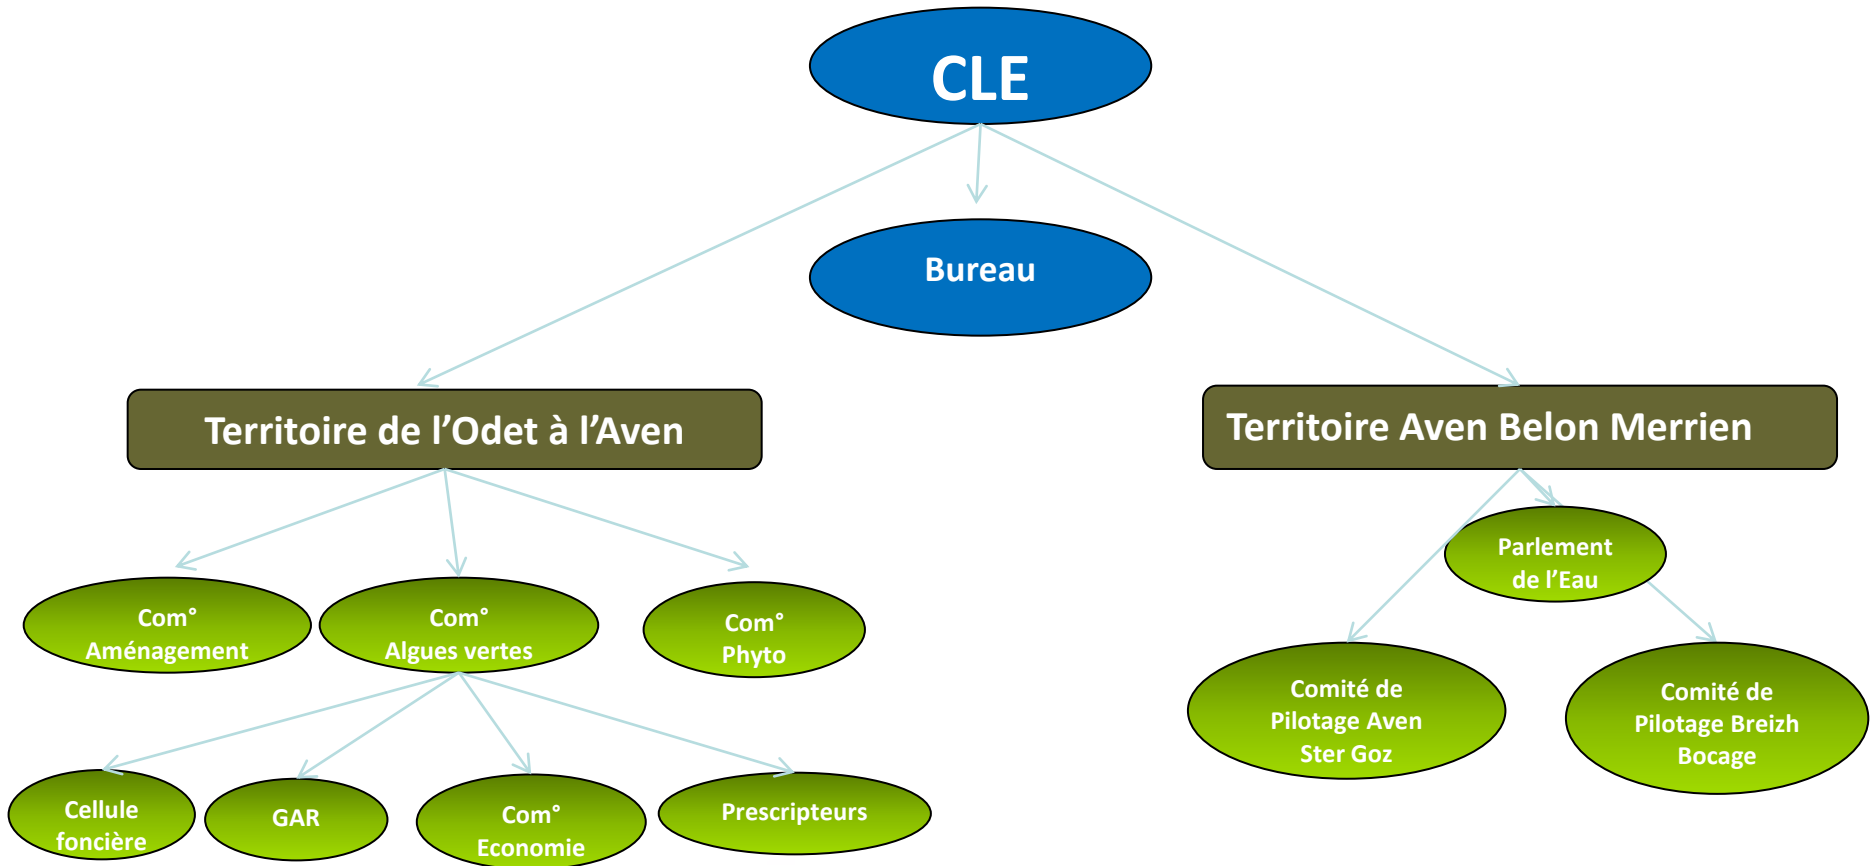 CLE
Bureau
Territoire de l’Odet à l’Aven
Territoire Aven Belon Merrien
Parlement
de l’Eau
Com°
Aménagement
Com°
Algues vertes
Com°
Phyto
Comité de
Pilotage Aven
Ster Goz
Comité de
Pilotage Breizh
Bocage
Cellule
foncière
GAR
Com°
Economie
Prescripteurs